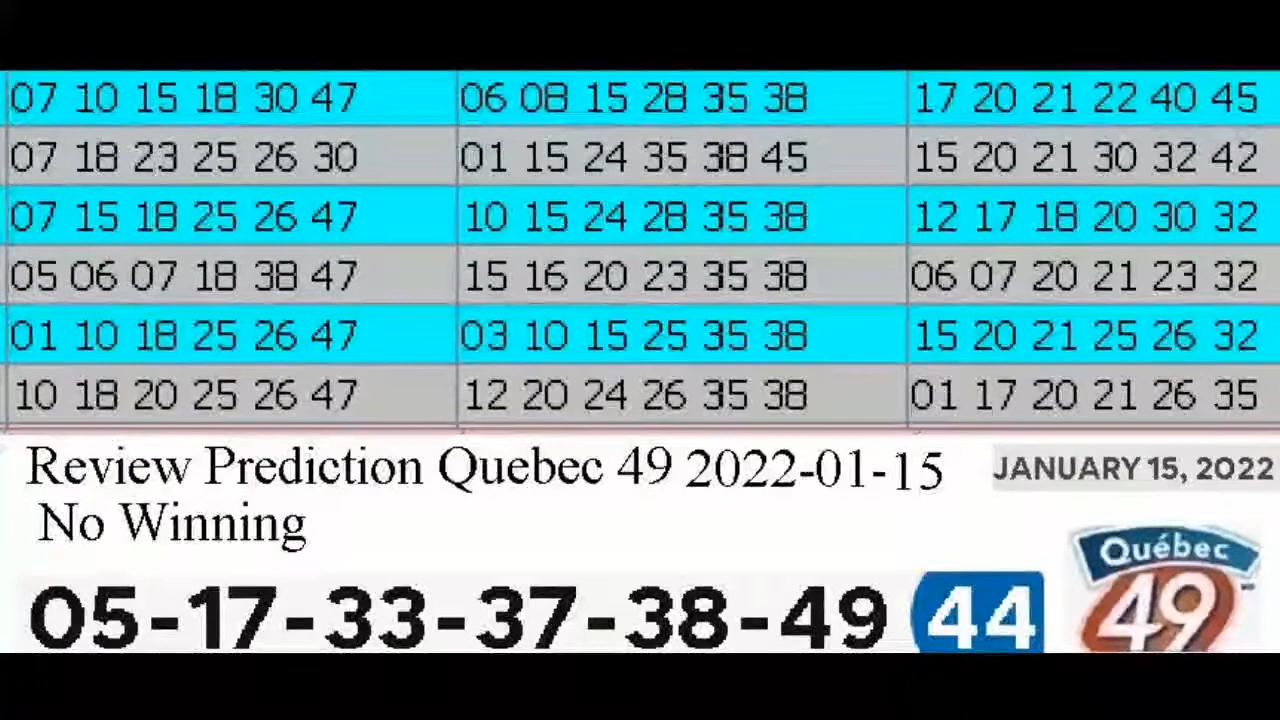 07 10 15 18 30 47 06 08 15 28 35 38 17 20 21 22 40 45
07 18 23 25 26 30 01 15 24 35 38 45 15 20 21 30 32 42
07 15 18 25 26 47 10 15 24 28 35 38 12 17 18 20 30 32
05 06 07 18 38 47 15 16 20 23 35 38 06 07 20 21 23 32
01 10 18 25 26 47 03 10 15 25 35 38 15 20 21 25 26 32
10 18 20 25 26 47 12 20 24 26 35 38 01 17 20 21 26 35
Review Prediction Quebec 49 2022-01-15
JANUARY 15, 2022
No Winning
05-17-33-37-38-49 44
Québec
49